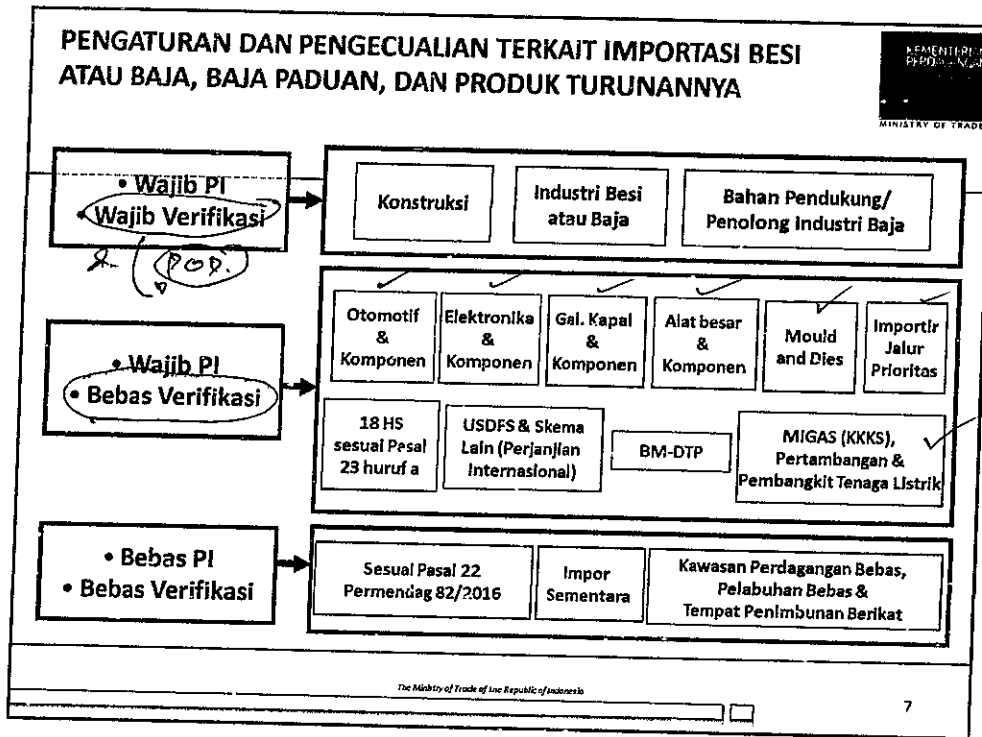 PENGATURAN DAN PENGECUALIAN TERKAIT IMPORTASI BESI
ATAU BAJA, BAJA PADUAN, DAN PRODUK TURUNANNYA
KEMENTERIAN
PERDAGANGAN
MINISTRY OF TRADE
• Wajib PI
• Wajib Verifikasi
Konstruksi
Industri Besi
atau Baja
Bahan Pendukung/
Penolong Industri Baja
• Wajib PI
• Bebas Verifikasi
Otomotif
&
Komponen
Elektronika
&
Komponen
Gal. Kapal
&
Komponen
Alat besar
&
Komponen
Mould
and Dies
Importir
Jalur
Prioritas
18 HS
sesuai Pasal
23 huruf a
USDFS & Skema
Lain (Perjanjian
Internasional)
BM-DTP
MIGAS (KKKS),
Pertambangan &
Pembangkit Tenaga Listrik
• Bebas PI
• Bebas Verifikasi
Sesuai Pasal 22
Permendag 82/2016
Impor
Sementara
Kawasan Perdagangan Bebas,
Pelabuhan Bebas &
Tempat Penimbunan Berikat
The Ministry of Trade of the Republic of Indonesia
7